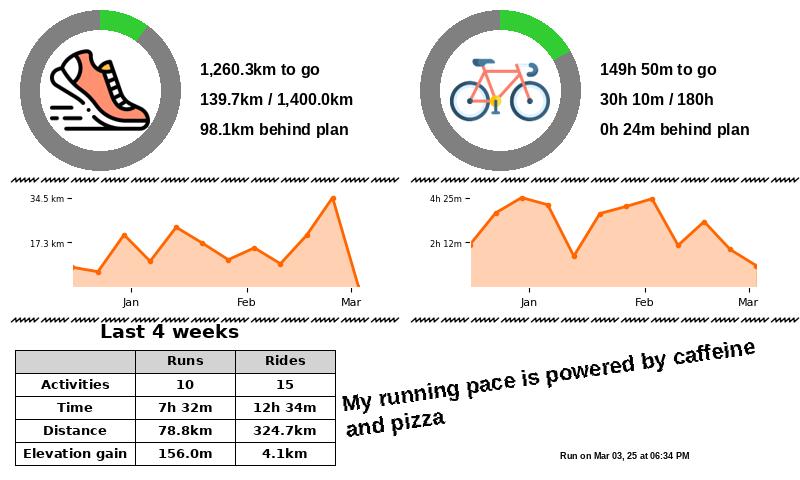 1,260.3km to go
139.7km / 1,400.0km
98.1km behind plan
149h 50m to go
30h 10m / 180h
0h 24m behind plan
34.5 km
17.3 km
Jan Feb Mar
4h 25m
2h 12m
Jan Feb Mar
Last 4 weeks
Runs Rides
Activities 10 15
Time 7h 32m 12h 34m
Distance 78.8km 324.7km
Elevation gain 156.0m 4.1km
My running pace is powered by caffeine
and pizza
Run on Mar 03, 25 at 06:34 PM